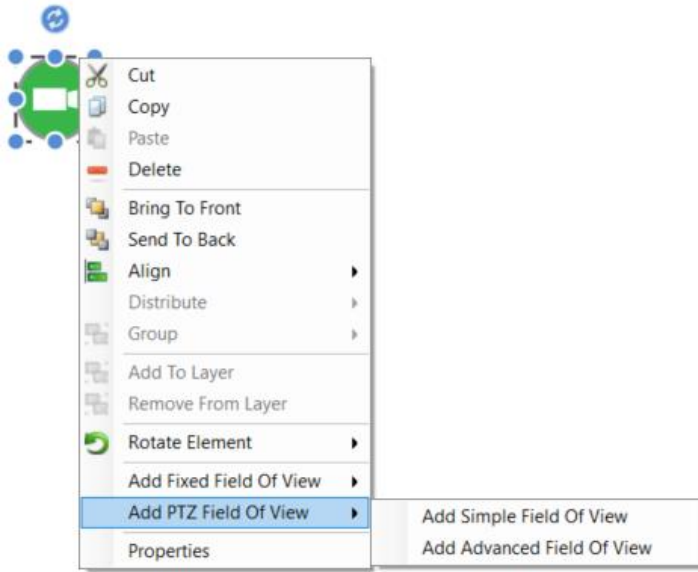 Cut
Copy
Paste
Delete
Bring To Front
Send To Back
Align
Distribute
Group
Add To Layer
Remove From Layer
Rotate Element
Add Fixed Field Of View
Add PTZ Field Of View
Add Simple Field Of View
Add Advanced Field Of View
Properties